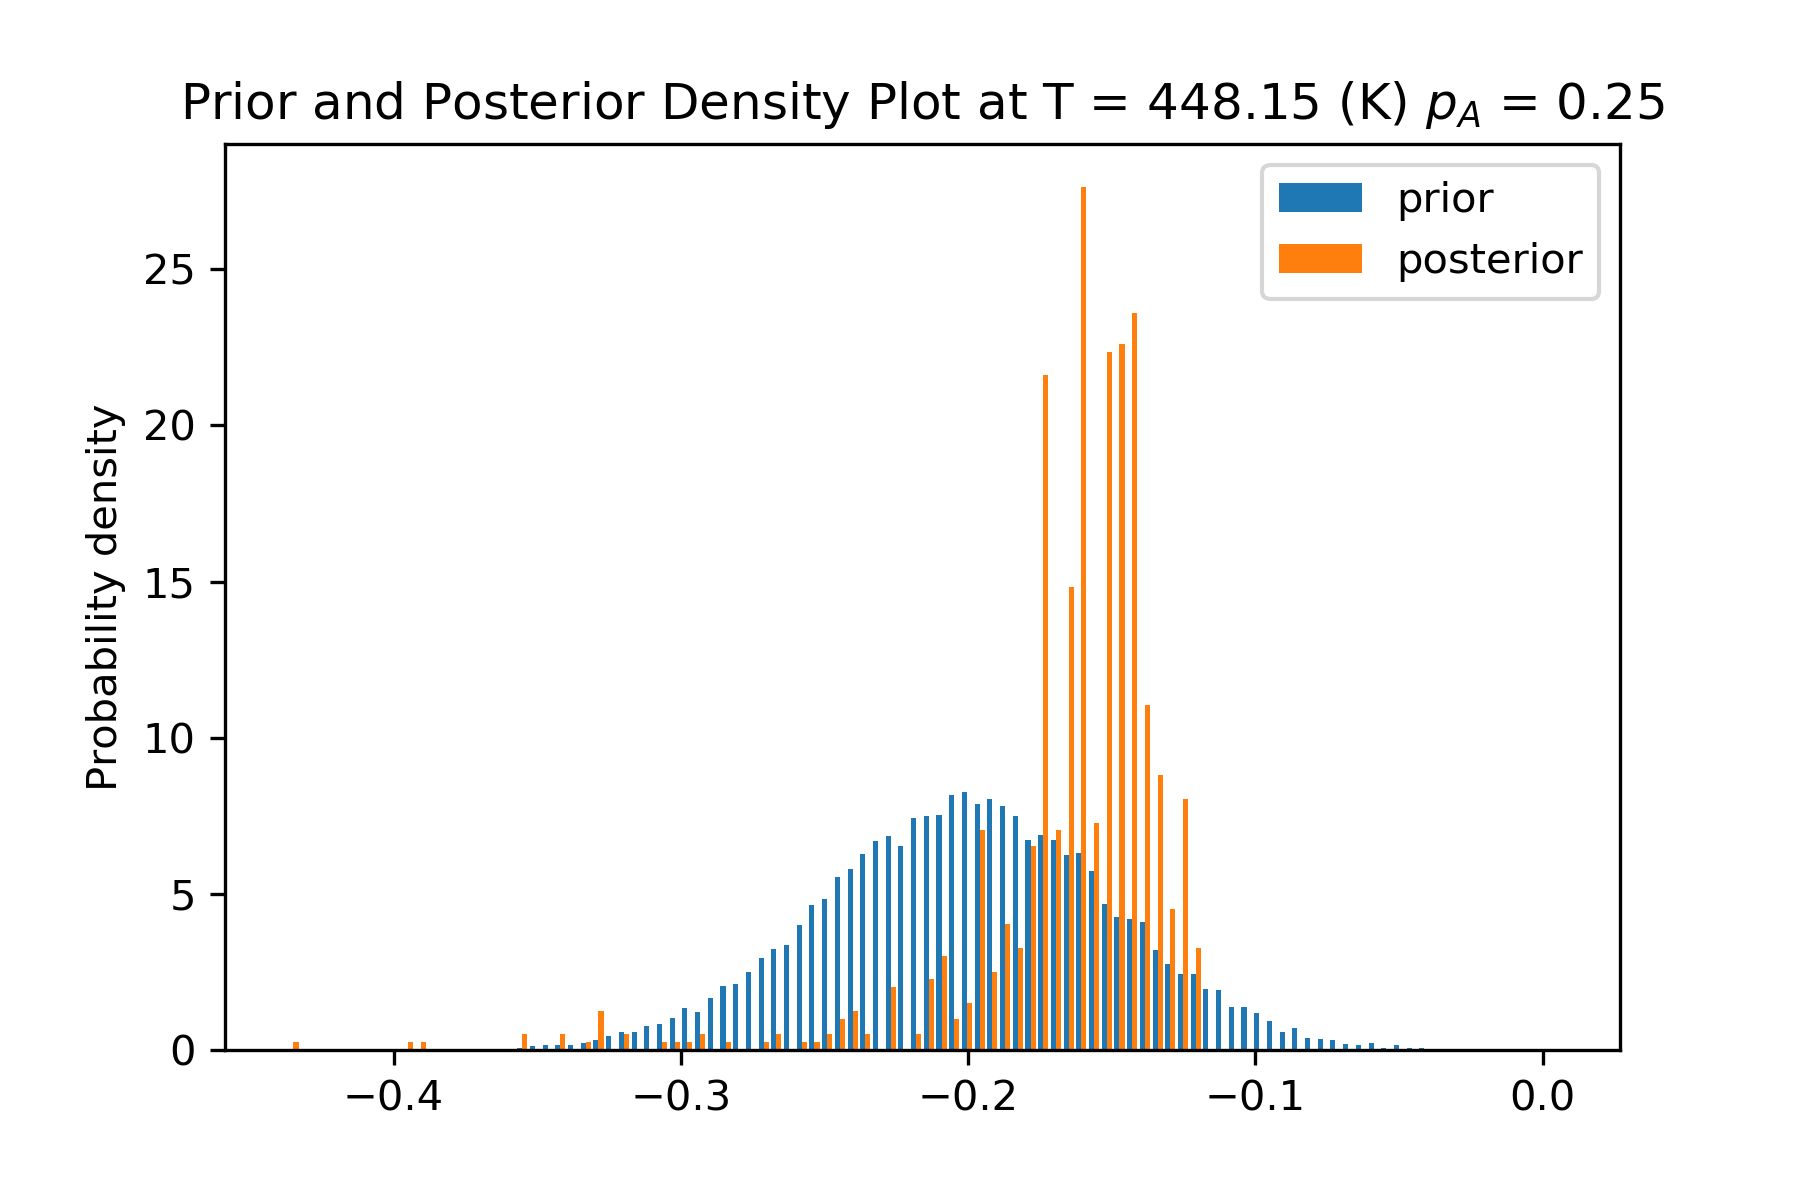 Prior and Posterior Density Plot at T = 448.15 (K) p_A = 0.25
prior
posterior
Probability density
25
20
15
10
5
0
−0.4 −0.3 −0.2 −0.1 0.0